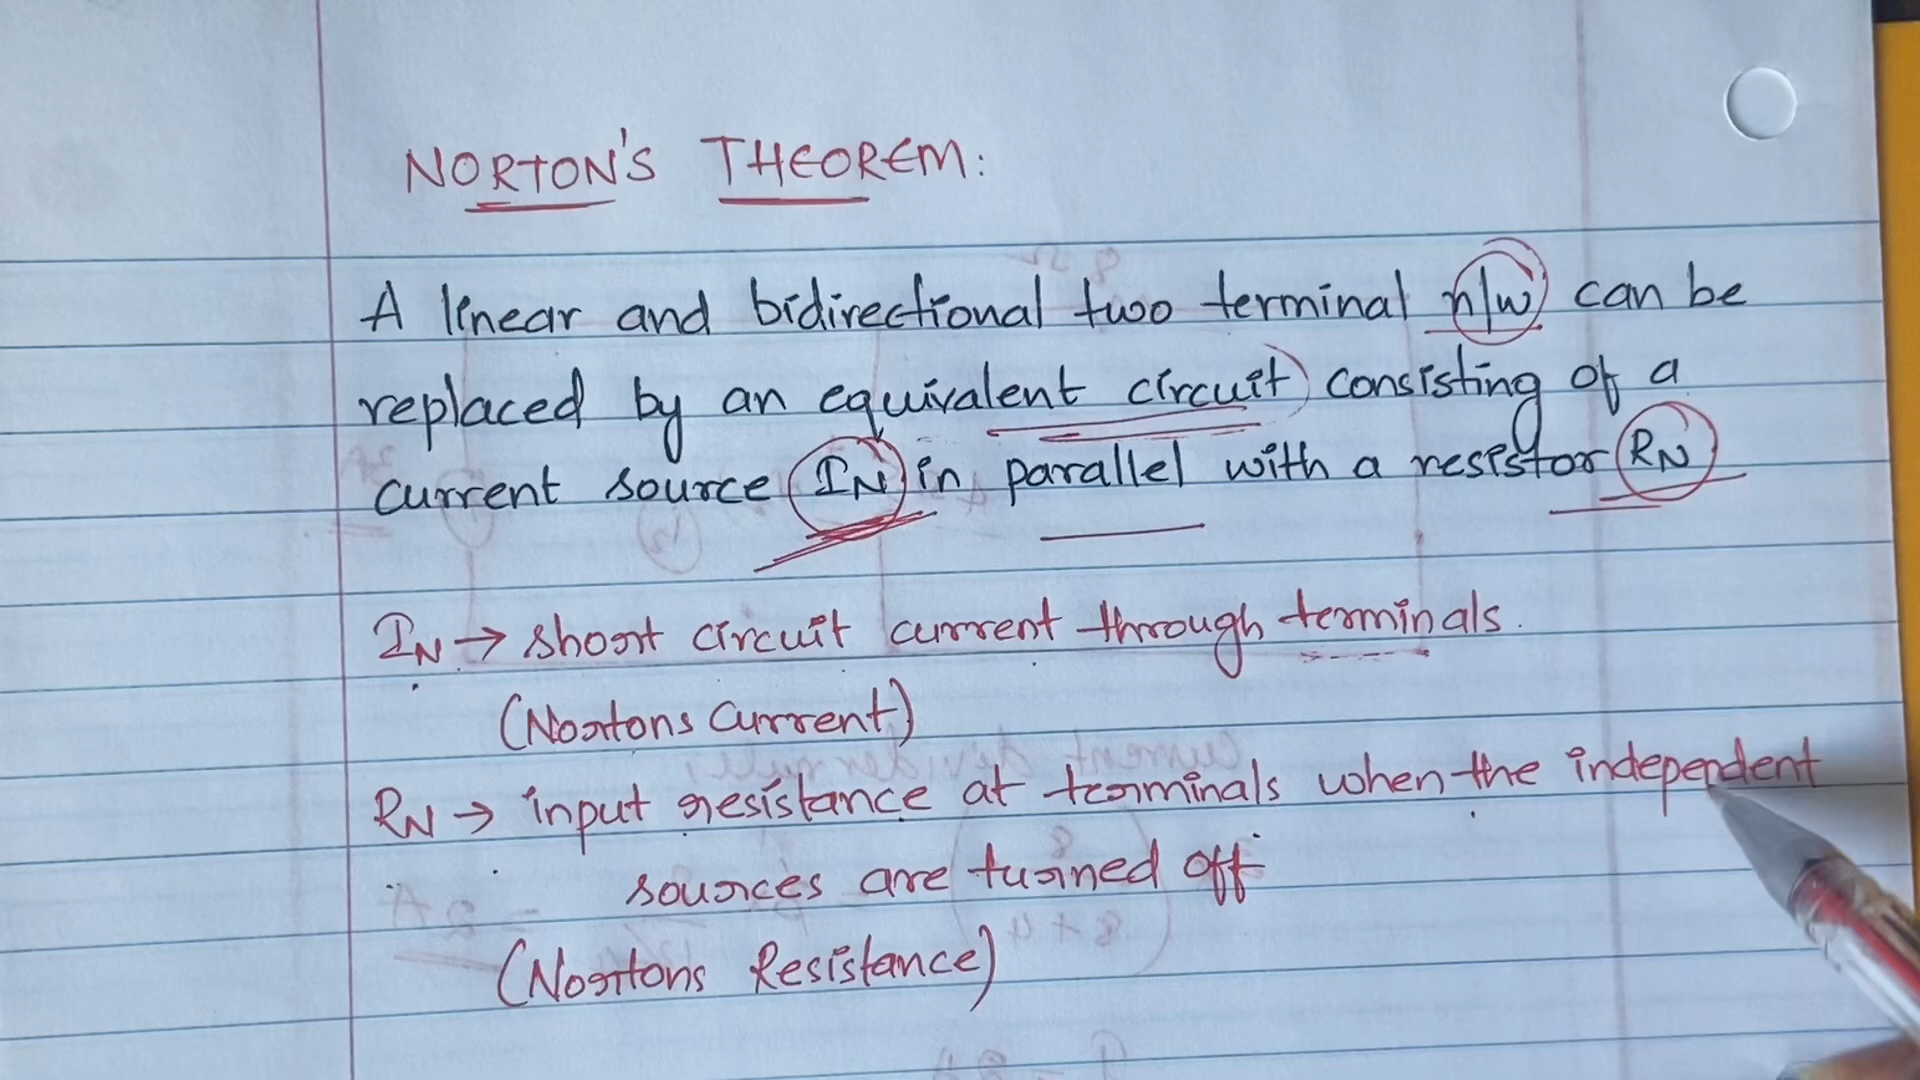 NORTON'S THEOREM:
A linear and bidirectional two terminal n/w can be
replaced by an equivalent circuit consisting of a
current source IN in parallel with a resistor RN
IN → short circuit current through terminals.
(Nortons Current)
RN → input resistance at terminals when the independent
sources are turned off
(Nortons Resistance)